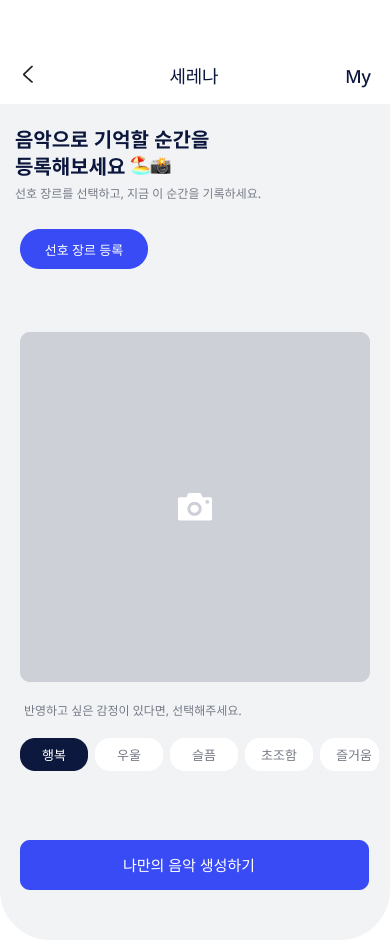 세레나 My
음악으로 기억할 순간을
등록해보세요 🏖️📸
선호 장르를 선택하고, 지금 이 순간을 기록하세요.
선호 장르 등록
반영하고 싶은 감정이 있다면, 선택해주세요.
행복 우울 슬픔 초조함 즐거움
나만의 음악 생성하기